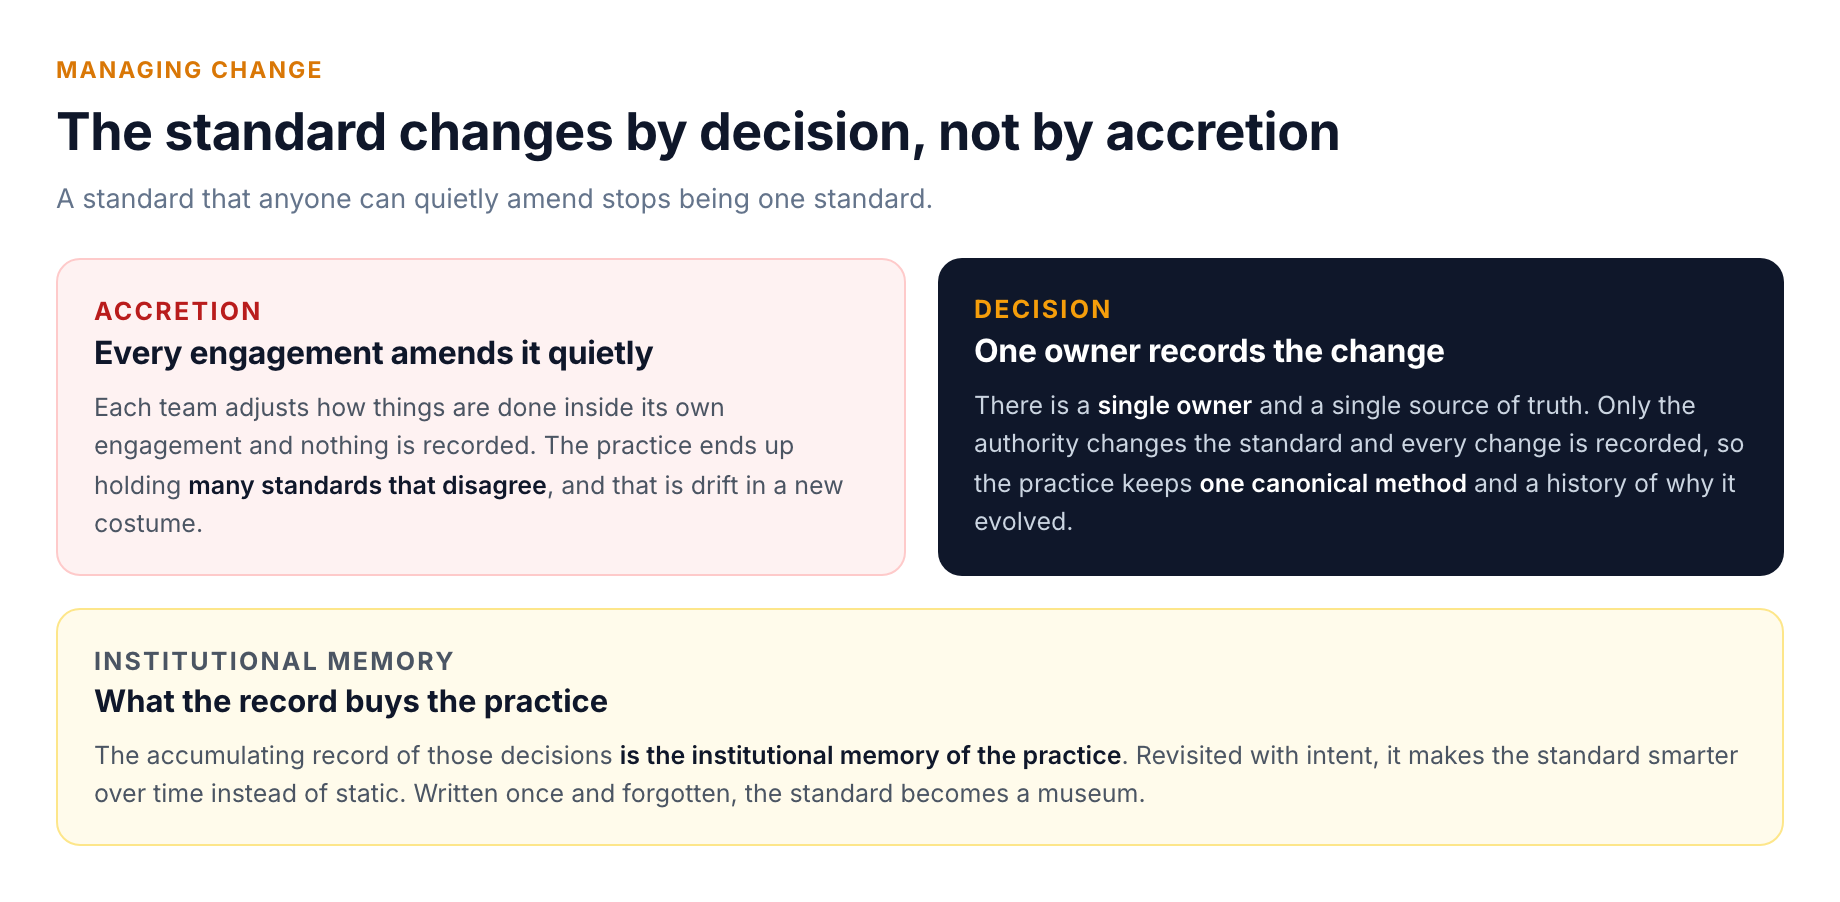 MANAGING CHANGE
The standard changes by decision, not by accretion
A standard that anyone can quietly amend stops being one standard.
ACCRETION
Every engagement amends it quietly
Each team adjusts how things are done inside its own
engagement and nothing is recorded. The practice ends up
holding many standards that disagree, and that is drift in a new
costume.
DECISION
One owner records the change
There is a single owner and a single source of truth. Only the
authority changes the standard and every change is recorded, so
the practice keeps one canonical method and a history of why it
evolved.
INSTITUTIONAL MEMORY
What the record buys the practice
The accumulating record of those decisions is the institutional memory of the practice. Revisited with intent, it makes the standard smarter
over time instead of static. Written once and forgotten, the standard becomes a museum.